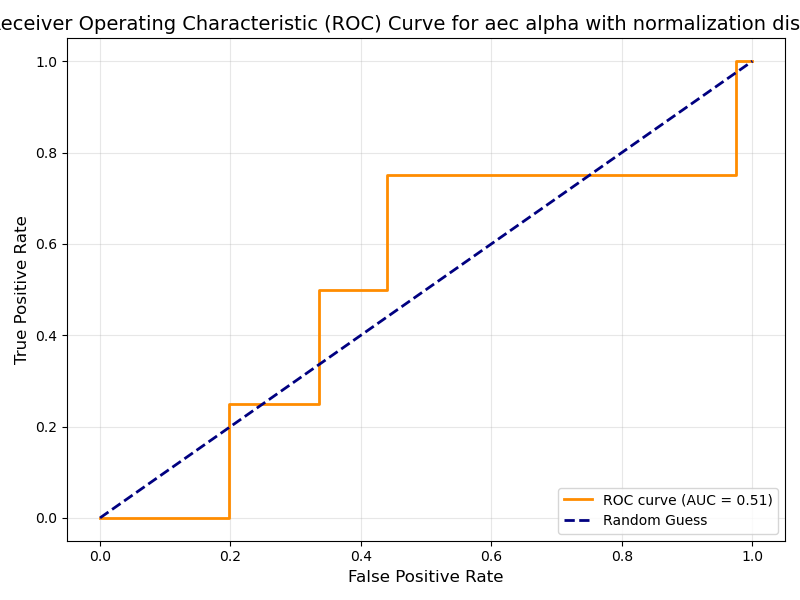 eceiver Operating Characteristic (ROC) Curve for aec alpha with normalization dis
1.0
0.8
0.6
0.4
0.2
0.0
True Positive Rate
0.0 0.2 0.4 0.6 0.8 1.0
False Positive Rate
ROC curve (AUC = 0.51)
Random Guess